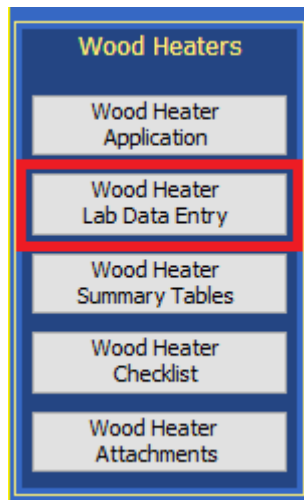 Wood Heaters
Wood Heater
Application
Wood Heater
Lab Data Entry
Wood Heater
Summary Tables
Wood Heater
Checklist
Wood Heater
Attachments